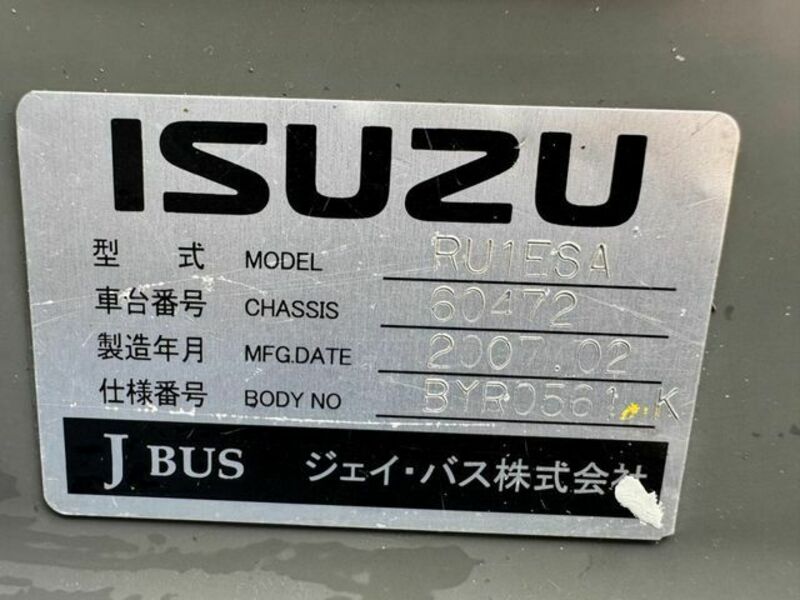 ISUZU
型 式 MODEL RU1ESA
車台番号 CHASSIS 60472
製造年月 MFG.DATE 2007.02
仕様番号 BODY NO
J BUS ジェイ・バス株式会社